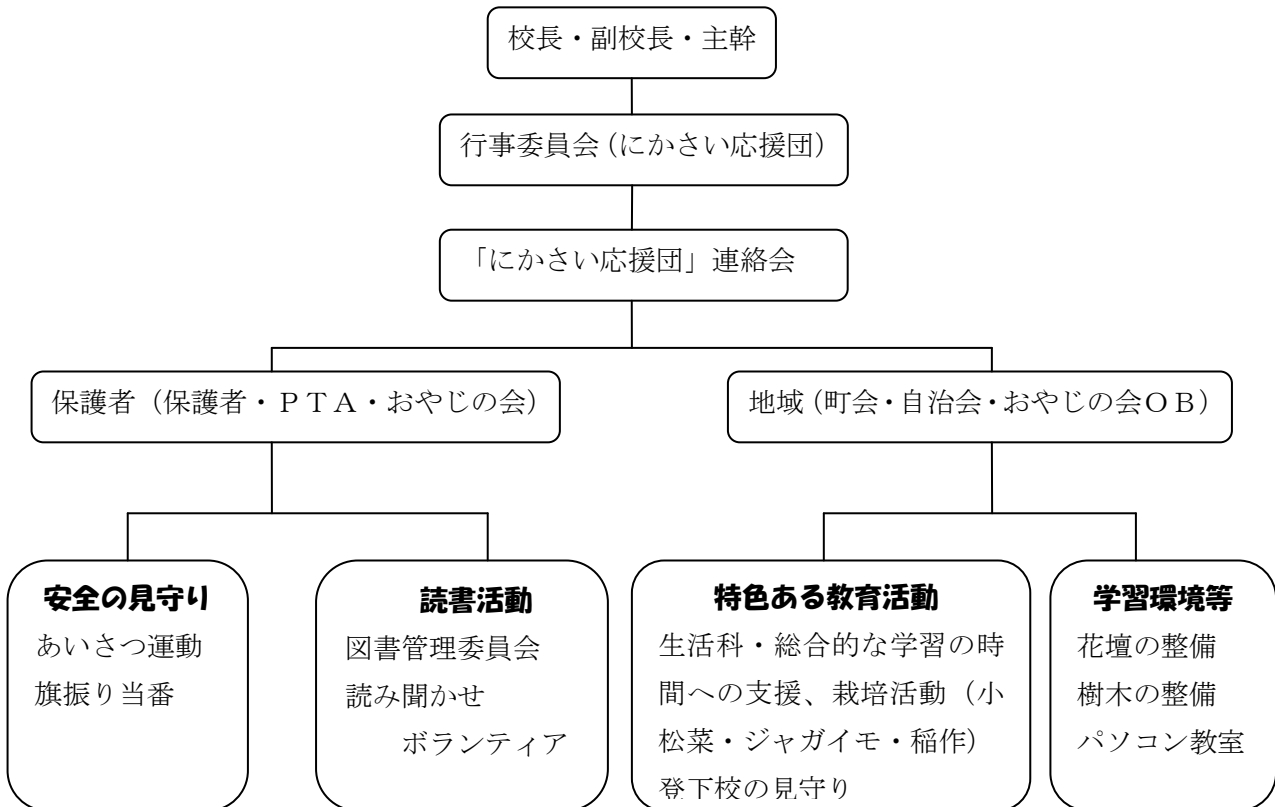 校長・副校長・主幹
行事委員会(にかさい応援団)
「にかさい応援団」連絡会
保護者(保護者・PTA・おやじの会)
地域(町会・自治会・おやじの会OB)
安全の見守り
あいさつ運動
旗振り当番
読書活動
図書管理委員会
読み聞かせ
ボランティア
特色ある教育活動
生活科・総合的な学習の時
間への支援、栽培活動(小
松菜・ジャガイモ・稲作)
登下校の見守り
学習環境等
花壇の整備
樹木の整備
パソコン教室